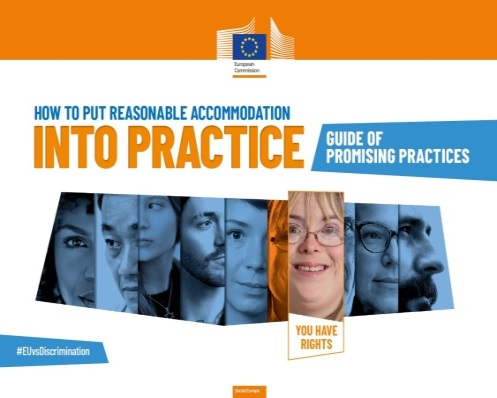 European
Commission
HOW TO PUT REASONABLE ACCOMMODATION
INTO PRACTICE
GUIDE OF
PROMISING PRACTICES
YOU HAVE
RIGHTS
#EUvsDiscrimination
Social Europe